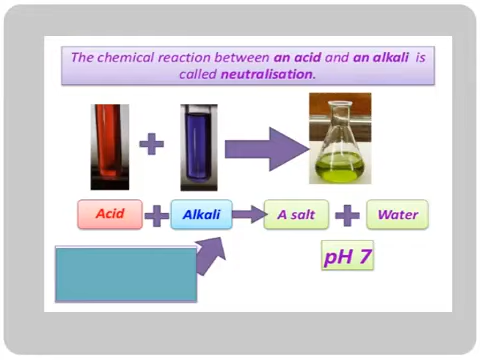 The chemical reaction between an acid and an alkali is
called neutralisation.
Acid
Alkali
A salt
Water
pH 7